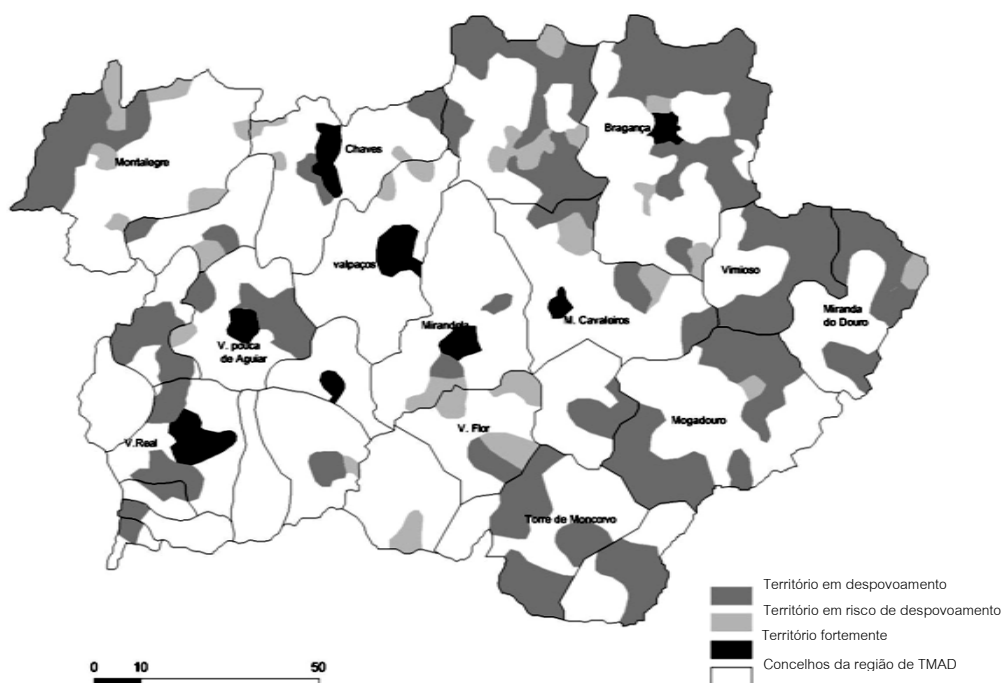 Bragança
Chaves
Montalegre
valpaços
Vimioso
Miranda
do Douro
M. Cavaleiros
Mirandela
V. pouca
de Aguiar
Mogadouro
V. Flor
V.Real
Torre de Moncorvo
Território em despovoamento
Território em risco de despovoamento
Território fortemente
Concelhos da região de TMAD
0 10 50